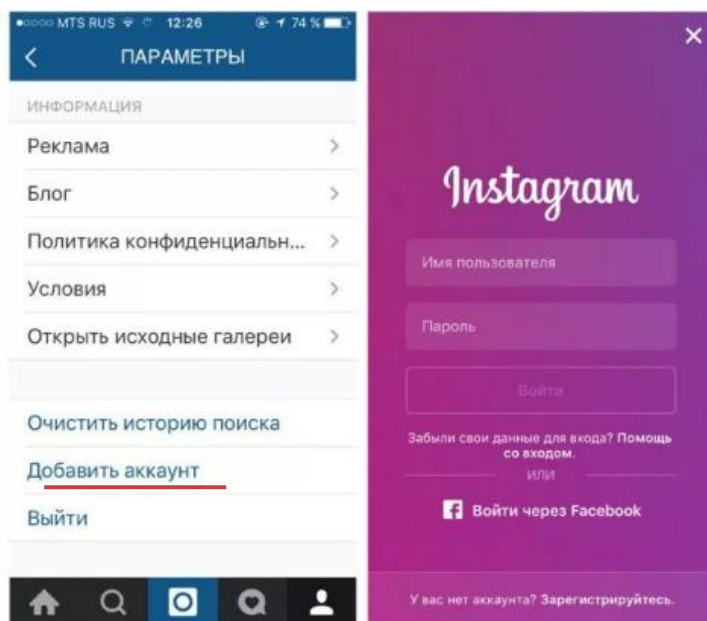 MTS RUS 12:26 74 %
ПАРАМЕТРЫ
ИНФОРМАЦИЯ
Реклама
Блог
Политика конфиденциальн...
Условия
Открыть исходные галереи
Очистить историю поиска
Добавить аккаунт
Выйти
Instagram
Имя пользователя
Пароль
Войти
Забыли свои данные для входа? Помощь
со входом.
ИЛИ
Войти через Facebook
У вас нет аккаунта? Зарегистрируйтесь.